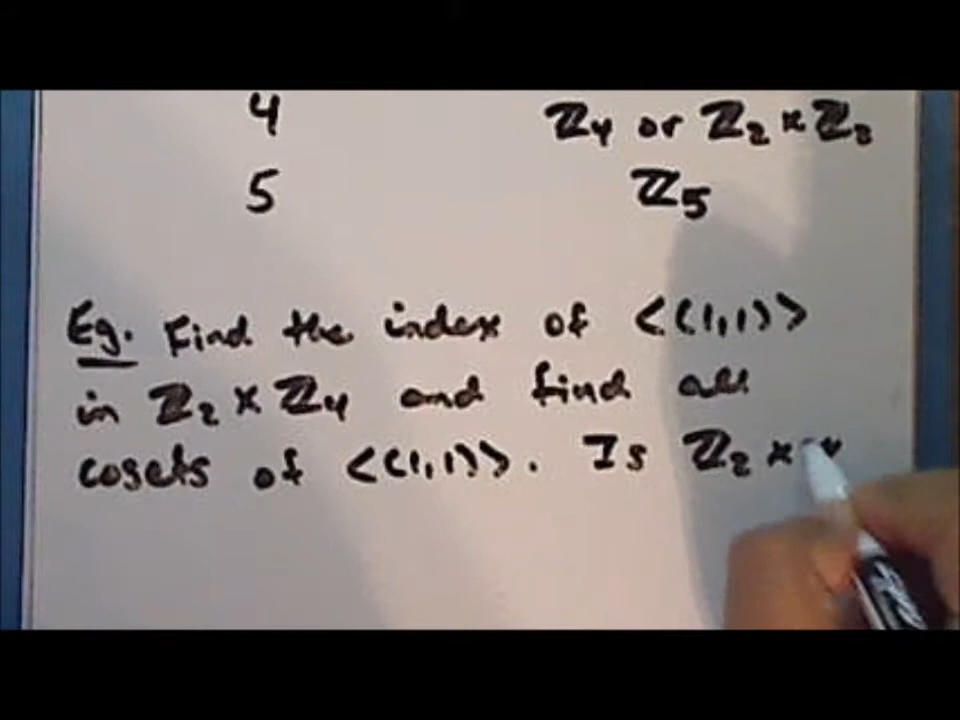 4 ℤ₄ or ℤ₂ × ℤ₂
5 ℤ₅
Eg. Find the index of <(1,1)>
in ℤ₂ × ℤ₄ and find all
cosets of <(1,1)>. Is ℤ₂ ×